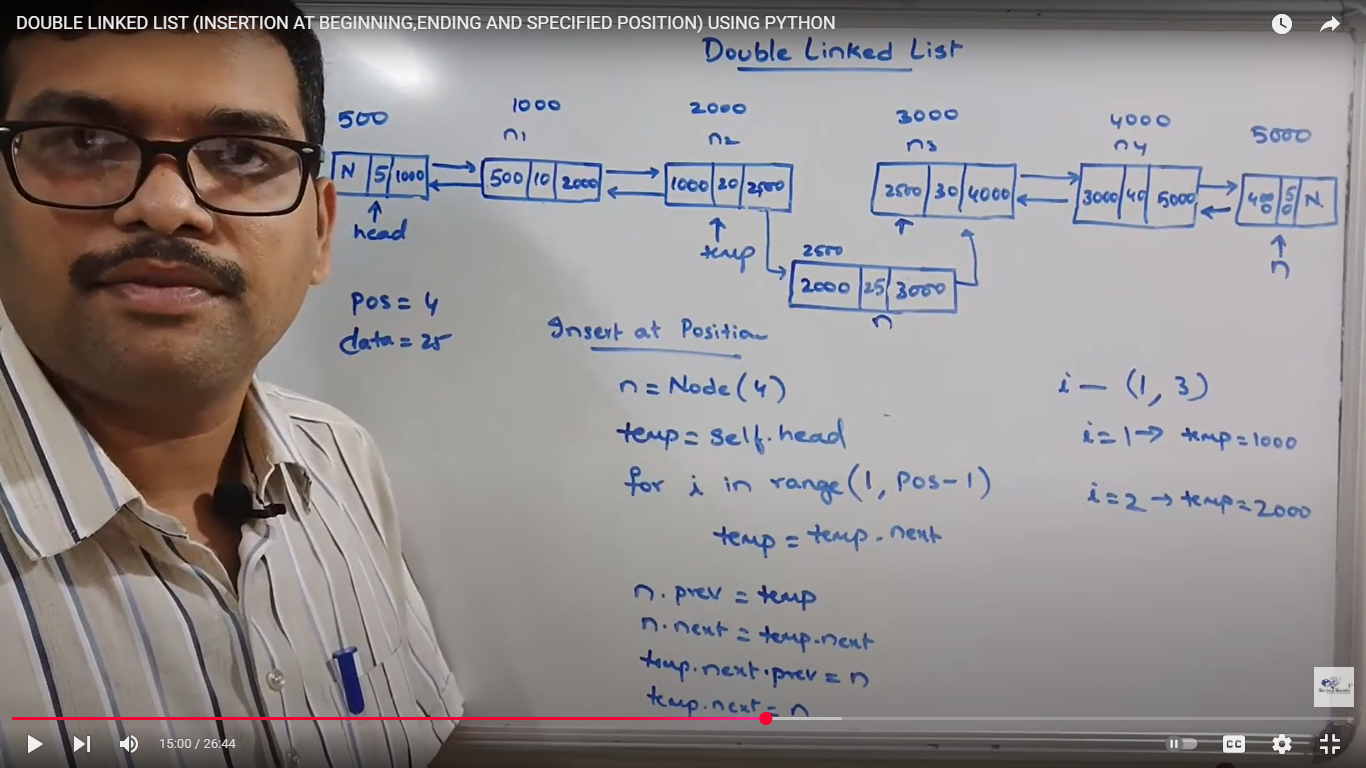 DOUBLE LINKED LIST (INSERTION AT BEGINNING,ENDING AND SPECIFIED POSITION) USING PYTHON
Double Linked List
500 1000 2000 3000 4000 5000
n1 n2 n3 n4
N 5 1000 500 10 2000 1000 20 2500 2500 30 4000 3000 40 5000 400 50 N
head temp n
2500
2000 25 3000
n
pos = 4
data = 25
Insert at Position
n = Node(4)
temp = self.head
for i in range(1, pos-1)
temp = temp.next
n.prev = temp
n.next = temp.next
temp.next.prev = n
temp.next = n
i — (1, 3)
i=1→ temp=1000
i=2→ temp=2000
15:00 / 26:44
CC